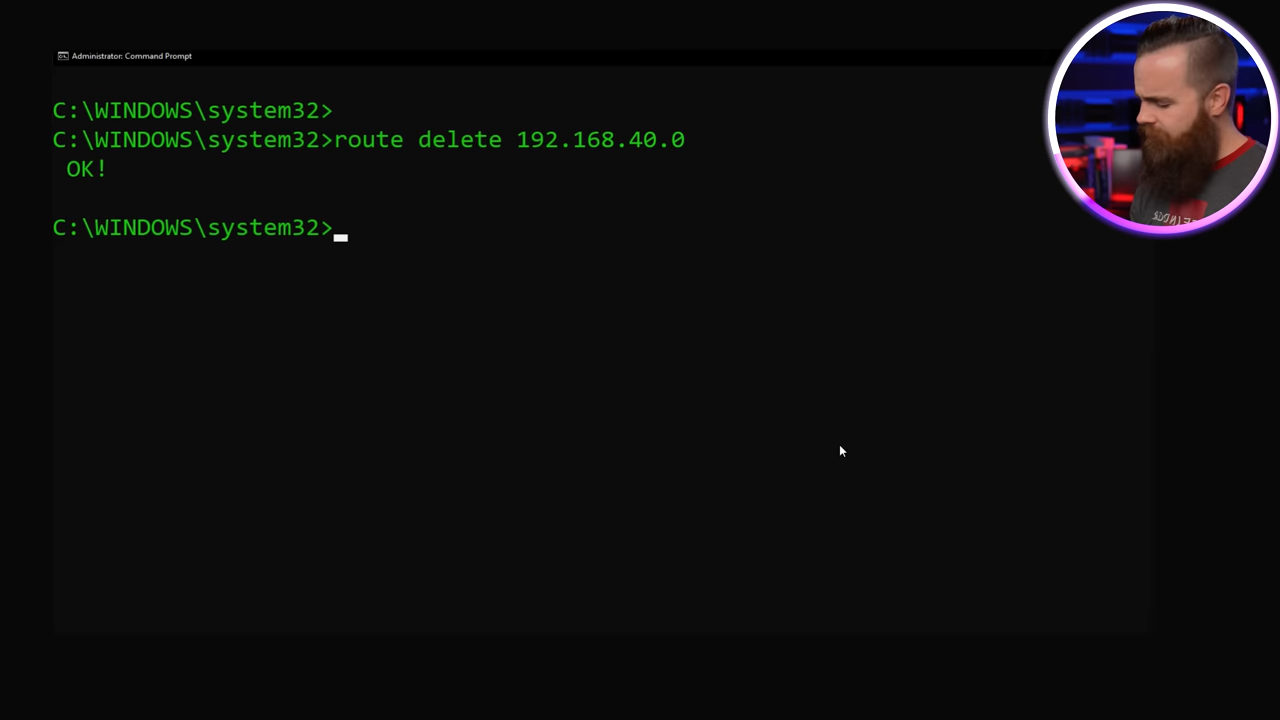 Administrator: Command Prompt
C:\WINDOWS\system32>
C:\WINDOWS\system32>route delete 192.168.40.0
OK!
C:\WINDOWS\system32>